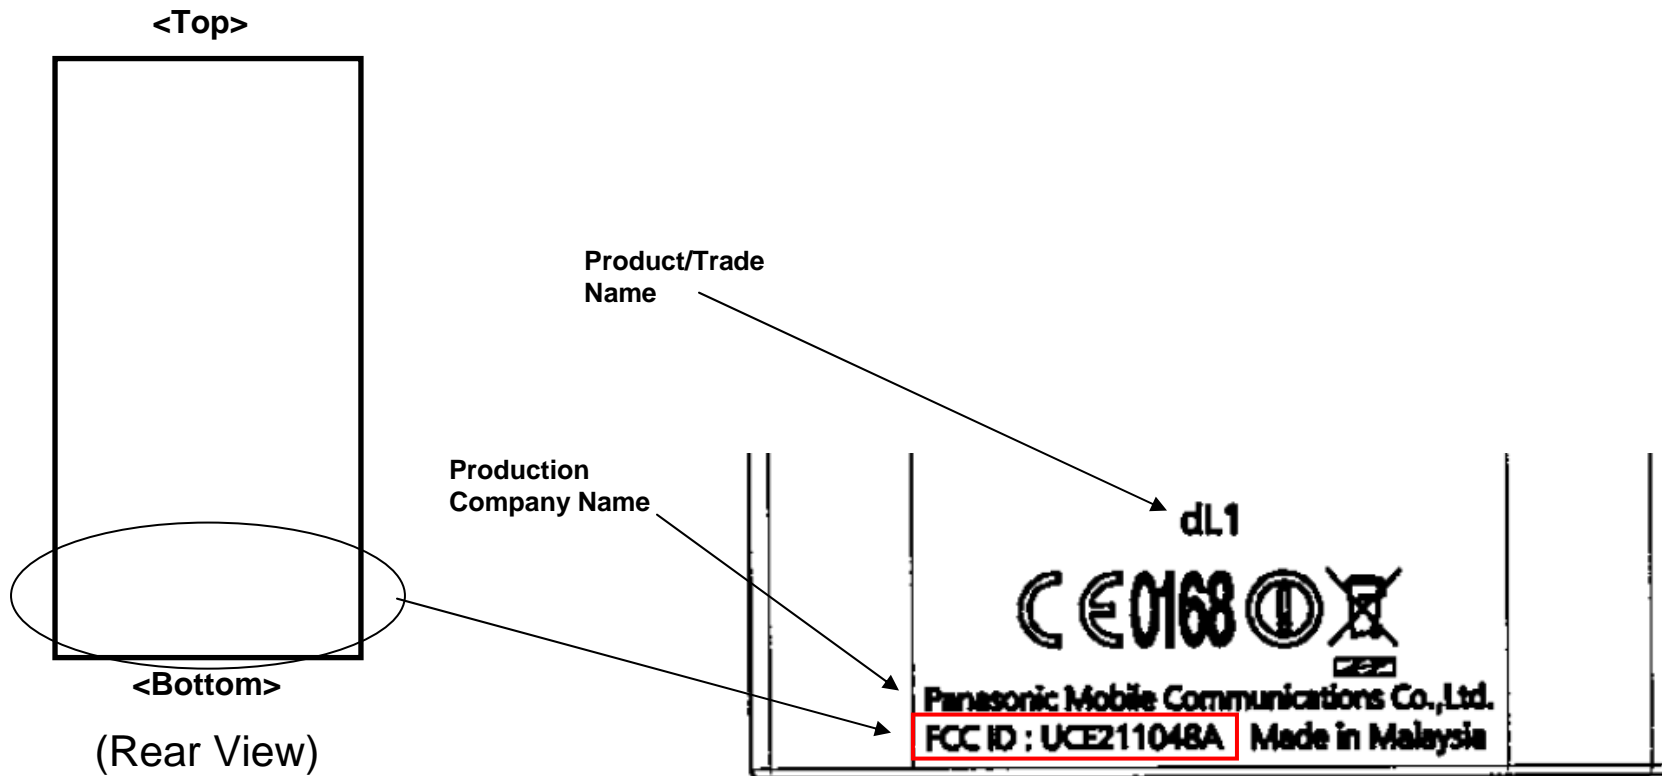 <Top>
Product/Trade
Name
Production
Company Name
dL1
CE0168
Panasonic Mobile Communications Co.,Ltd.
FCC ID : UCE211048A Made in Malaysia
<Bottom>
(Rear View)